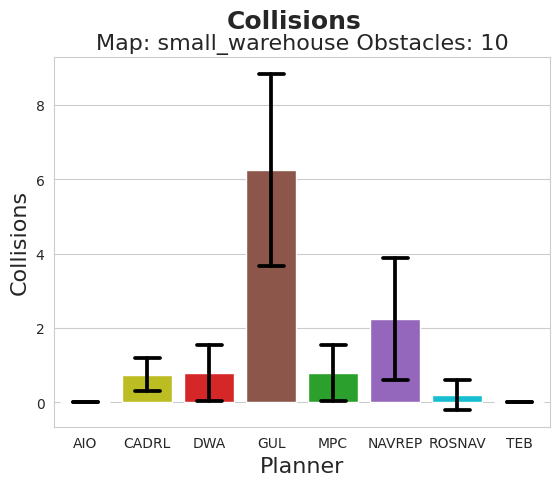 Collisions
Map: small_warehouse Obstacles: 10
8
6
4
2
0
Collisions
AIO CADRL DWA GUL MPC NAVREP ROSNAV TEB
Planner